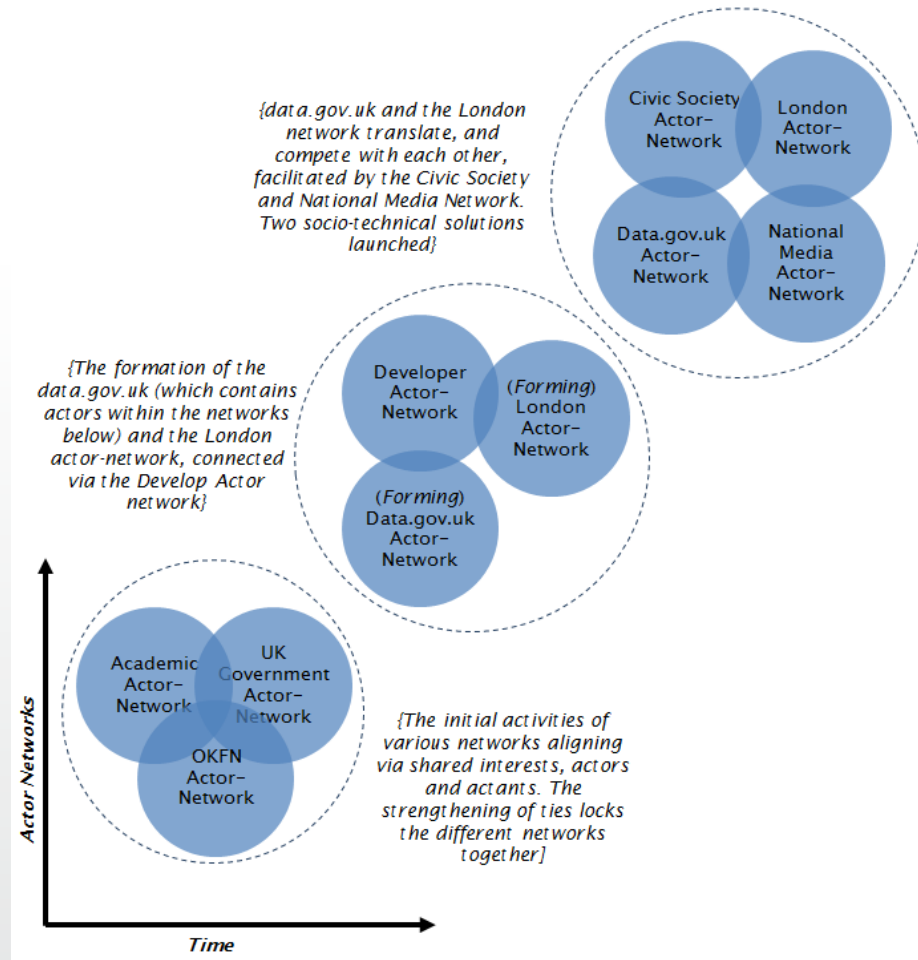 {data.gov.uk and the London
network translate, and
compete with each other,
facilitated by the Civic Society
and National Media Network.
Two socio-technical solutions
launched}
Civic Society
Actor-
Network
London
Actor-
Network
Data.gov.uk
Actor-
Network
National
Media
Actor-
Network
{The formation of the
data.gov.uk (which contains
actors within the networks
below) and the London
actor-network, connected
via the Develop Actor
network}
Developer
Actor-
Network
(Forming)
London
Actor-
Network
(Forming)
Data.gov.uk
Actor-
Network
Academic
Actor-
Network
UK
Government
Actor-
Network
OKFN
Actor-
Network
{The initial activities of
various networks aligning
via shared interests, actors
and actants. The
strengthening of ties locks
the different networks
together]
Actor Networks
Time